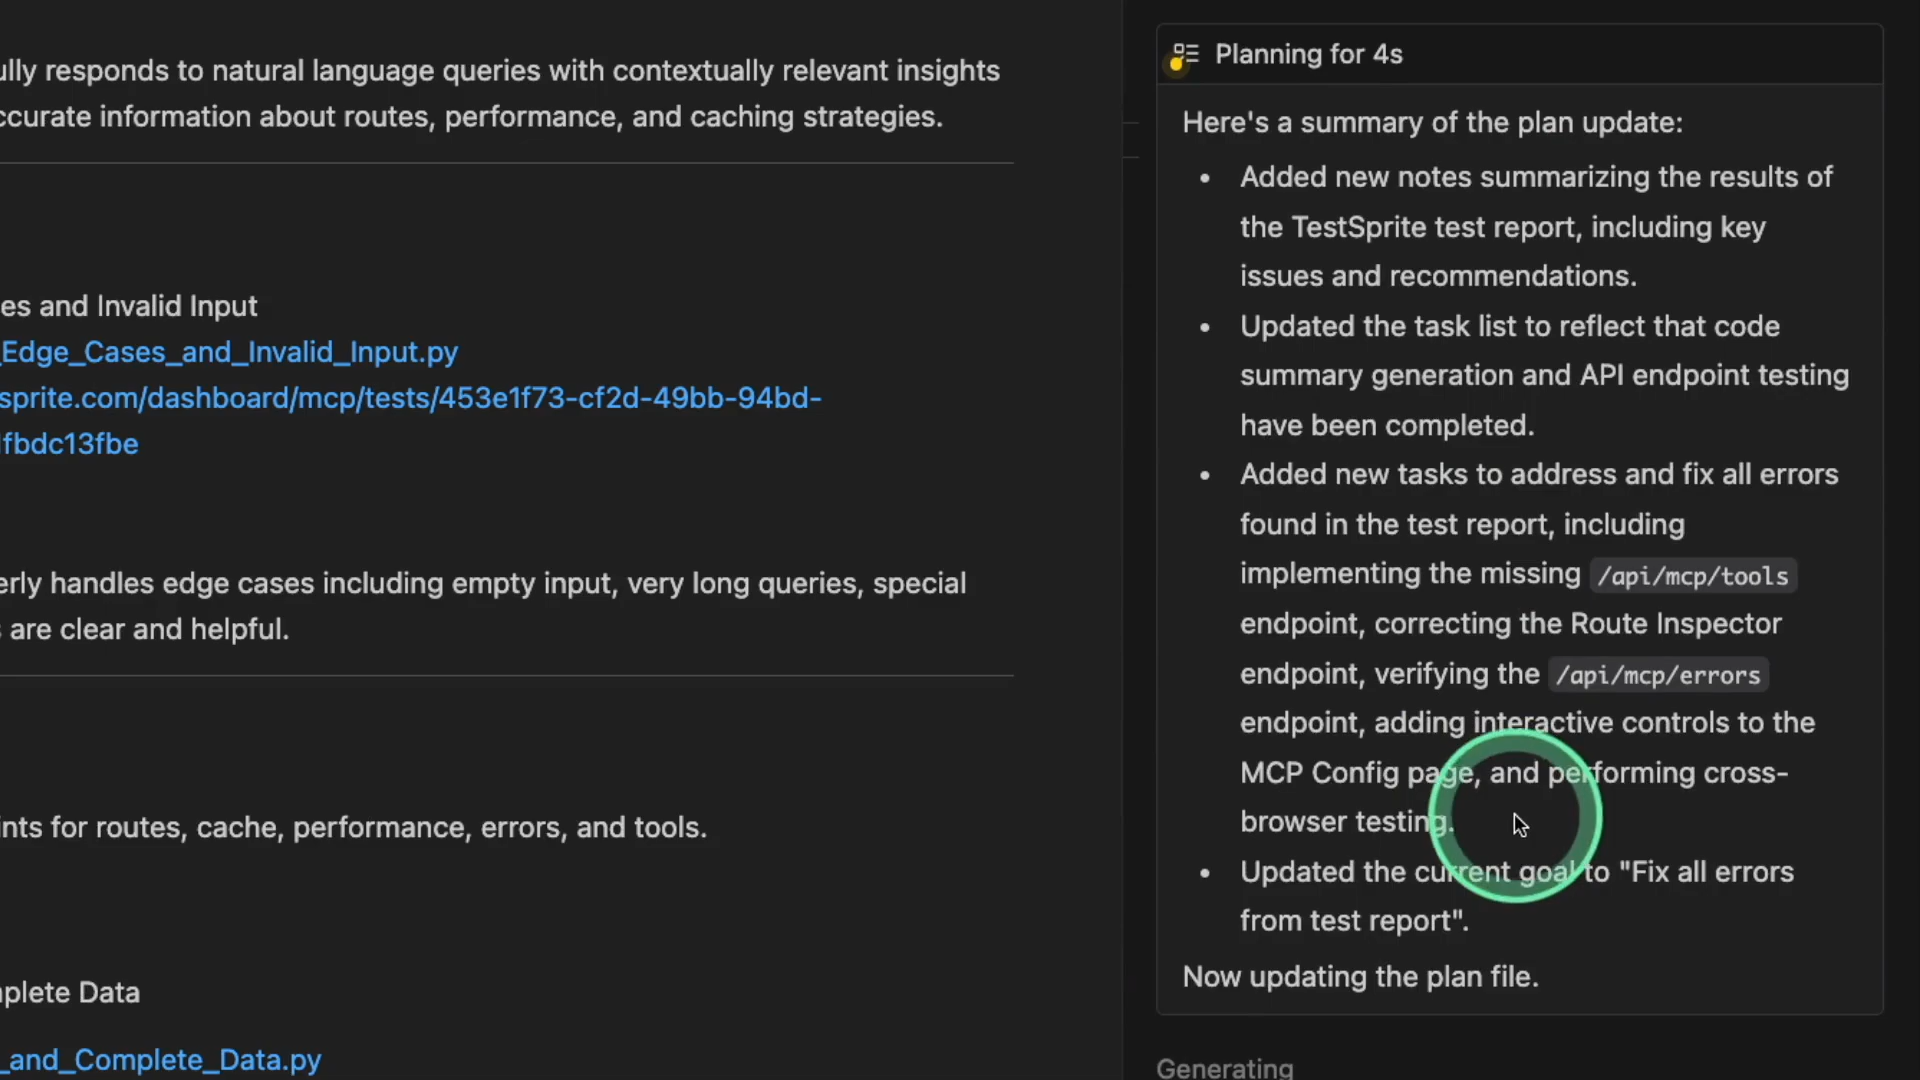 ully responds to natural language queries with contextually relevant insights
ccurate information about routes, performance, and caching strategies.
es and Invalid Input
_Edge_Cases_and_Invalid_Input.py
sprite.com/dashboard/mcp/tests/453e1f73-cf2d-49bb-94bd-
fbdc13fbe
erly handles edge cases including empty input, very long queries, special
s are clear and helpful.
ints for routes, cache, performance, errors, and tools.
plete Data
_and_Complete_Data.py
Planning for 4s
Here's a summary of the plan update:
• Added new notes summarizing the results of
the TestSprite test report, including key
issues and recommendations.
• Updated the task list to reflect that code
summary generation and API endpoint testing
have been completed.
• Added new tasks to address and fix all errors
found in the test report, including
implementing the missing /api/mcp/tools
endpoint, correcting the Route Inspector
endpoint, verifying the /api/mcp/errors
endpoint, adding interactive controls to the
MCP Config page, and performing cross-
browser testing.
• Updated the current goal to "Fix all errors
from test report".
Now updating the plan file.
Generating